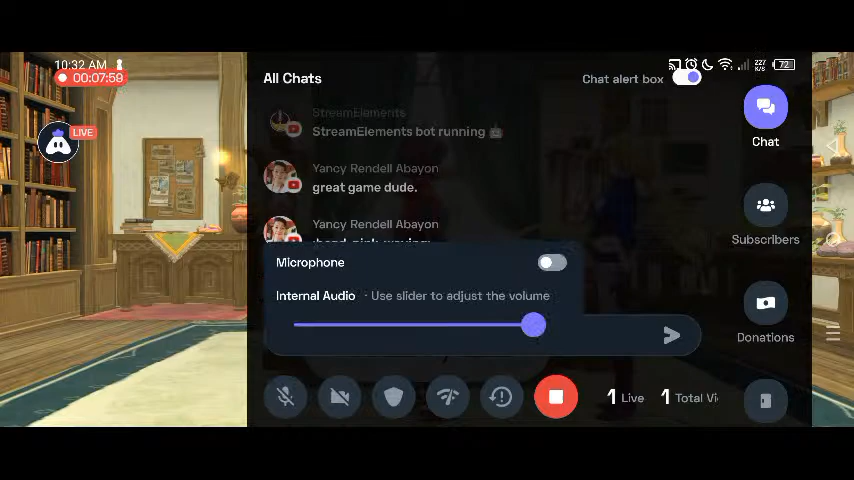 10:32 AM
00:07:59
LIVE
All Chats
Chat alert box
227
K/s
72
StreamElements
StreamElements bot running 🤖
Yancy Rendell Abayon
great game dude.
Yancy Rendell Abayon
Microphone
Internal Audio · Use slider to adjust the volume
1 Live
1 Total Vi
Chat
Subscribers
Donations